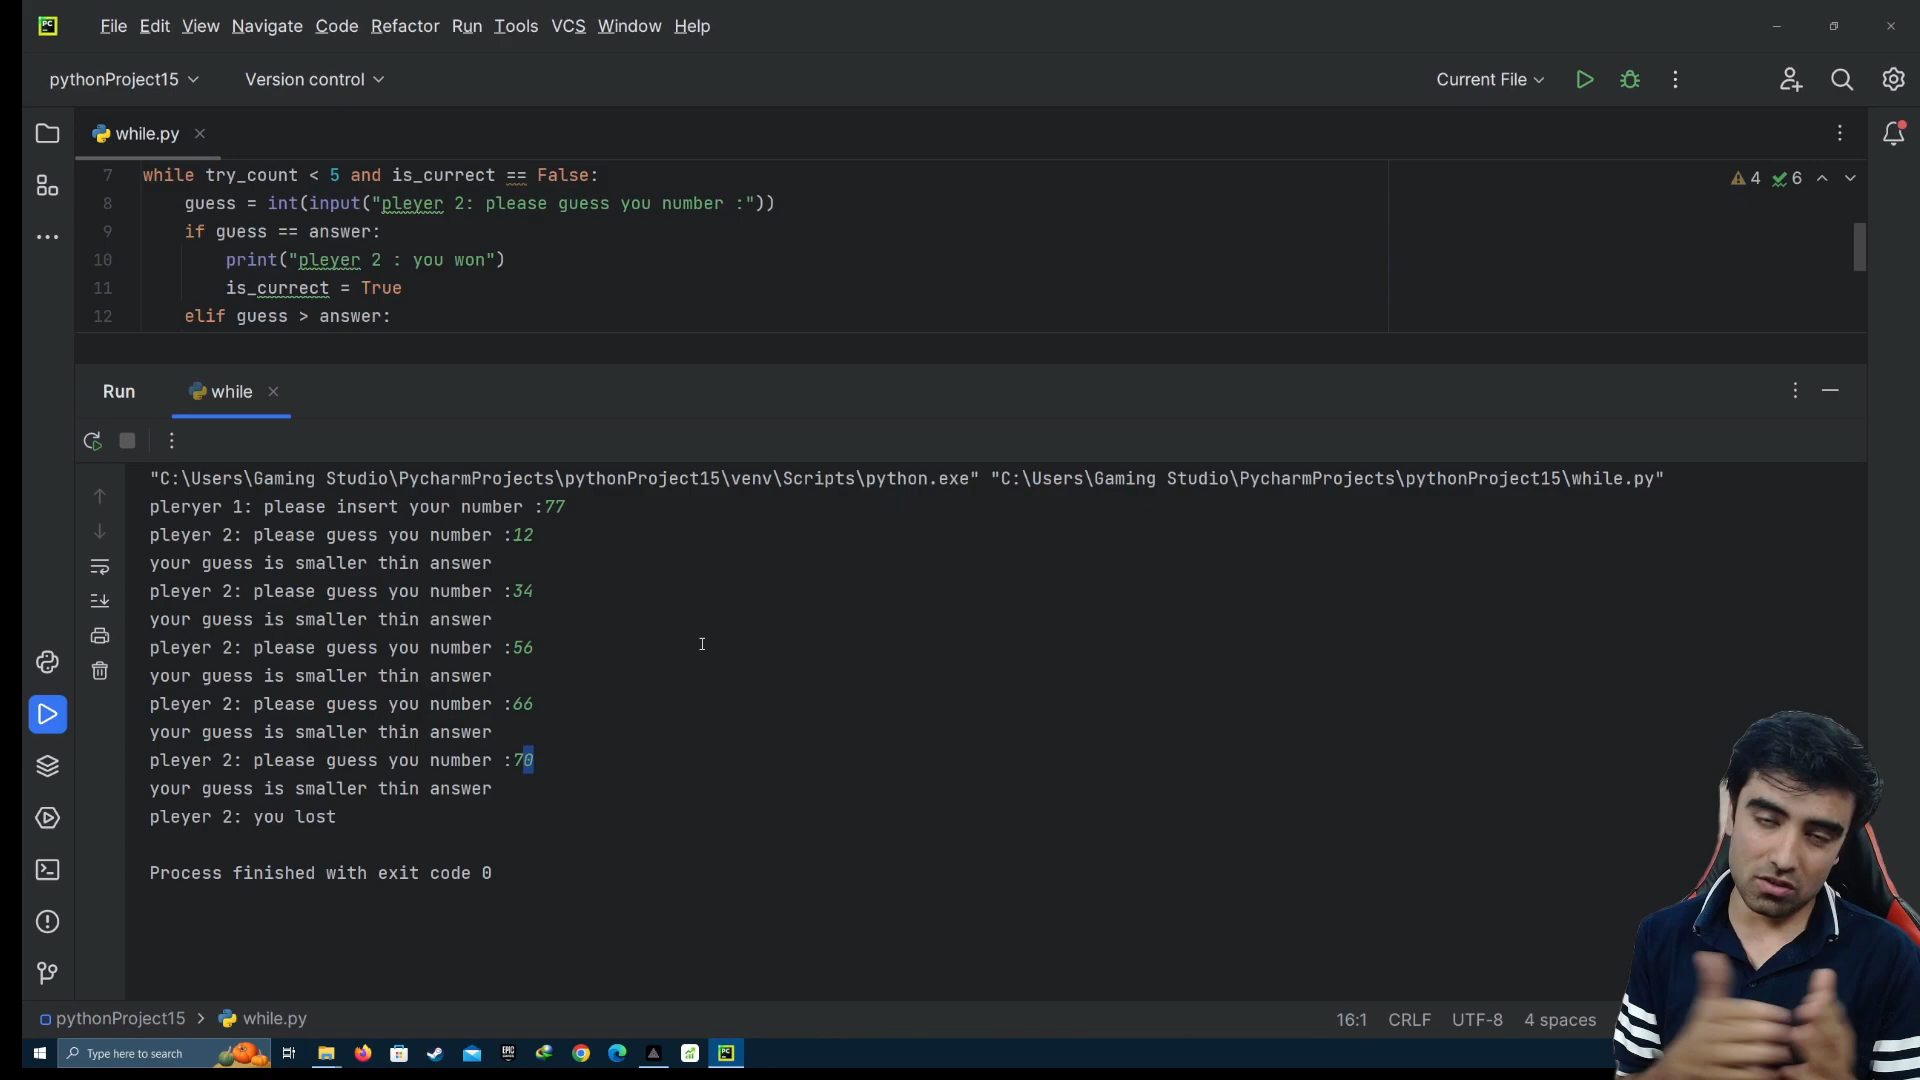 PC File Edit View Navigate Code Refactor Run Tools VCS Window Help
pythonProject15 Version control Current File
while.py
7 while try_count < 5 and is_currect == False:
8 guess = int(input("pleyer 2: please guess you number :"))
9 if guess == answer:
10 print("pleyer 2 : you won")
11 is_currect = True
12 elif guess > answer:
4 6
Run while
"C:\Users\Gaming Studio\PycharmProjects\pythonProject15\venv\Scripts\python.exe" "C:\Users\Gaming Studio\PycharmProjects\pythonProject15\while.py"
pleryer 1: please insert your number :77
pleyer 2: please guess you number :12
your guess is smaller thin answer
pleyer 2: please guess you number :34
your guess is smaller thin answer
pleyer 2: please guess you number :56
your guess is smaller thin answer
pleyer 2: please guess you number :66
your guess is smaller thin answer
pleyer 2: please guess you number :70
your guess is smaller thin answer
pleyer 2: you lost
Process finished with exit code 0
pythonProject15 > while.py 16:1 CRLF UTF-8 4 spaces
Type here to search EPIC PC